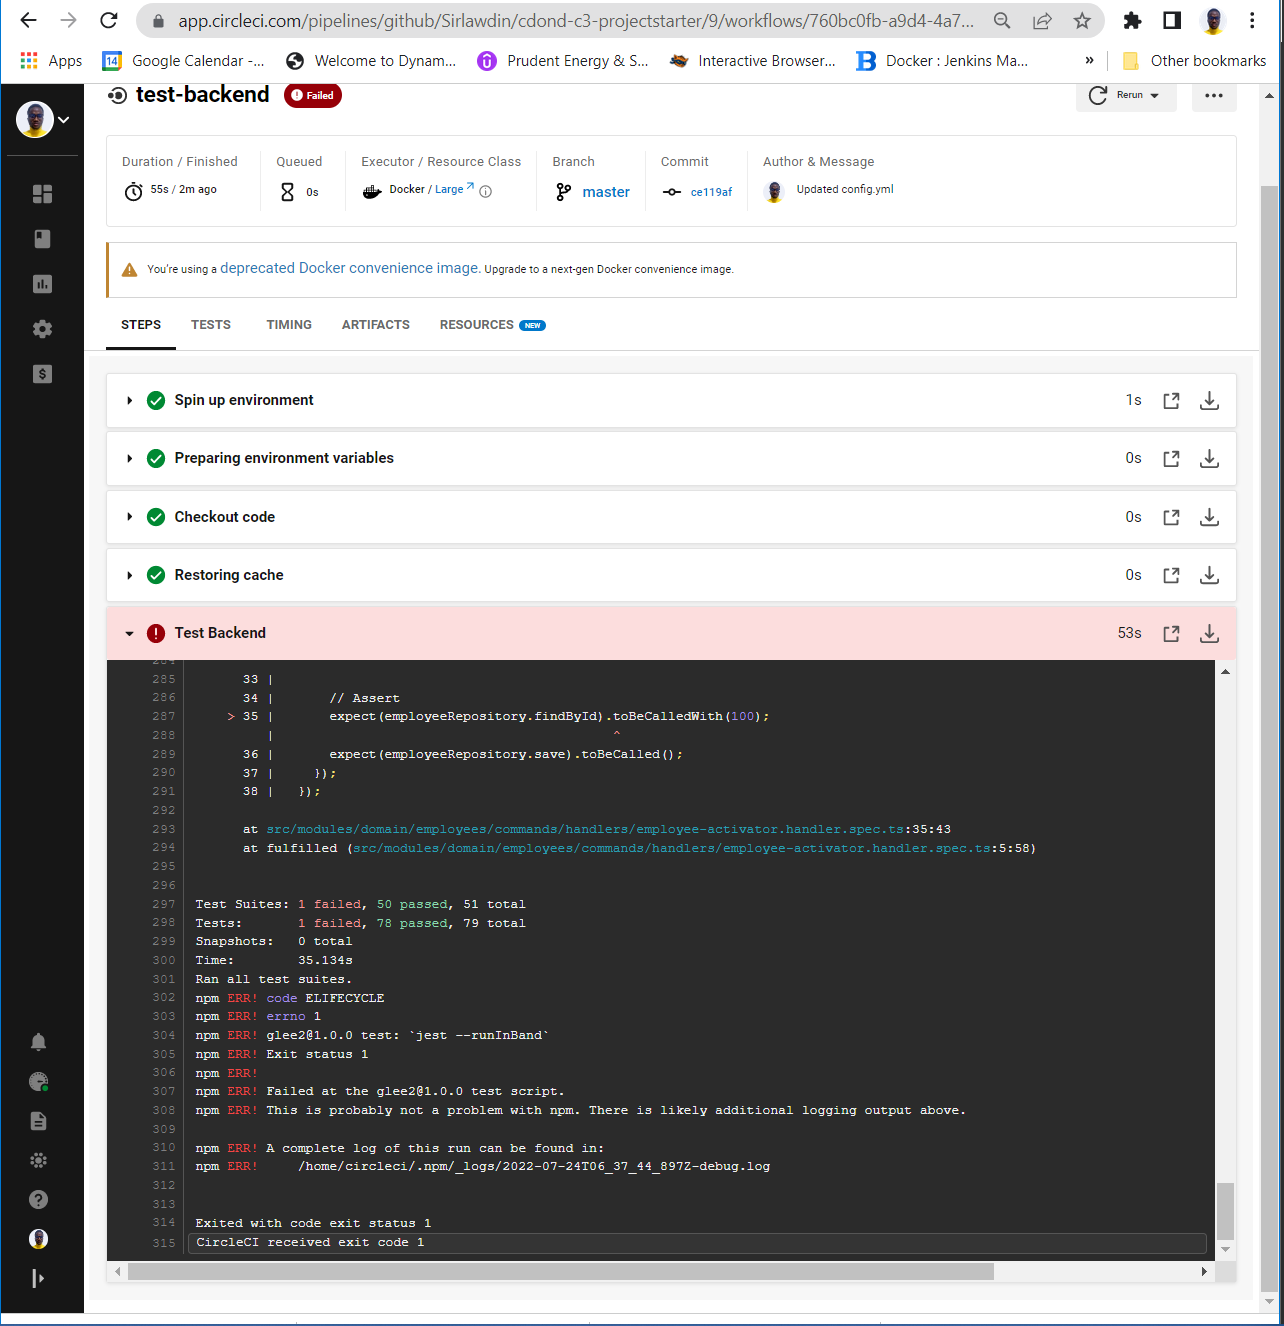 app.circleci.com/pipelines/github/Sirlawdin/cdond-c3-projectstarter/9/workflows/760bc0fb-a9d4-4a7...
Apps
14
Google Calendar -...
Welcome to Dynam...
Prudent Energy & S...
Interactive Browser...
Docker : Jenkins Ma...
»
Other bookmarks
test-backend
Failed
Rerun
Duration / Finished
Queued
Executor / Resource Class
Branch
Commit
Author & Message
55s / 2m ago
0s
Docker / Large
master
ce119af
Updated config.yml
You're using a deprecated Docker convenience image. Upgrade to a next-gen Docker convenience image.
STEPS
TESTS
TIMING
ARTIFACTS
RESOURCES NEW
Spin up environment 1s
Preparing environment variables 0s
Checkout code 0s
Restoring cache 0s
Test Backend 53s
284
285 33 |
286 34 | // Assert
287 > 35 | expect(employeeRepository.findById).toBeCalledWith(100);
288 | ^
289 36 | expect(employeeRepository.save).toBeCalled();
290 37 | });
291 38 | });
292
293 at src/modules/domain/employees/commands/handlers/employee-activator.handler.spec.ts:35:43
294 at fulfilled (src/modules/domain/employees/commands/handlers/employee-activator.handler.spec.ts:5:58)
295
296
297 Test Suites: 1 failed, 50 passed, 51 total
298 Tests: 1 failed, 78 passed, 79 total
299 Snapshots: 0 total
300 Time: 35.134s
301 Ran all test suites.
302 npm ERR! code ELIFECYCLE
303 npm ERR! errno 1
304 npm ERR! glee2@1.0.0 test: `jest --runInBand`
305 npm ERR! Exit status 1
306 npm ERR!
307 npm ERR! Failed at the glee2@1.0.0 test script.
308 npm ERR! This is probably not a problem with npm. There is likely additional logging output above.
309
310 npm ERR! A complete log of this run can be found in:
311 npm ERR! /home/circleci/.npm/_logs/2022-07-24T06_37_44_897Z-debug.log
312
313
314 Exited with code exit status 1
315 CircleCI received exit code 1